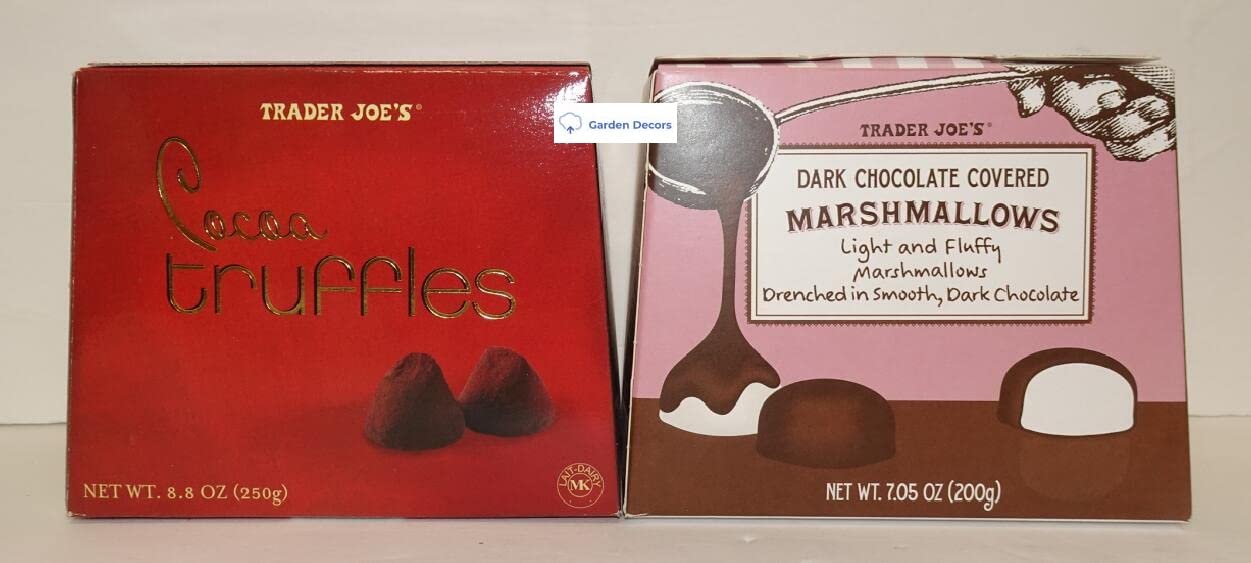 TRADER JOE'S®
Cocoa
truffles
NET WT. 8.8 OZ (250g)
LAIT-DAIRY
MK
Garden Decors
TRADER JOE'S®
DARK CHOCOLATE COVERED
MARSHMALLOWS
Light and Fluffy
Marshmallows
Drenched in Smooth, Dark Chocolate
NET WT. 7.05 OZ (200g)